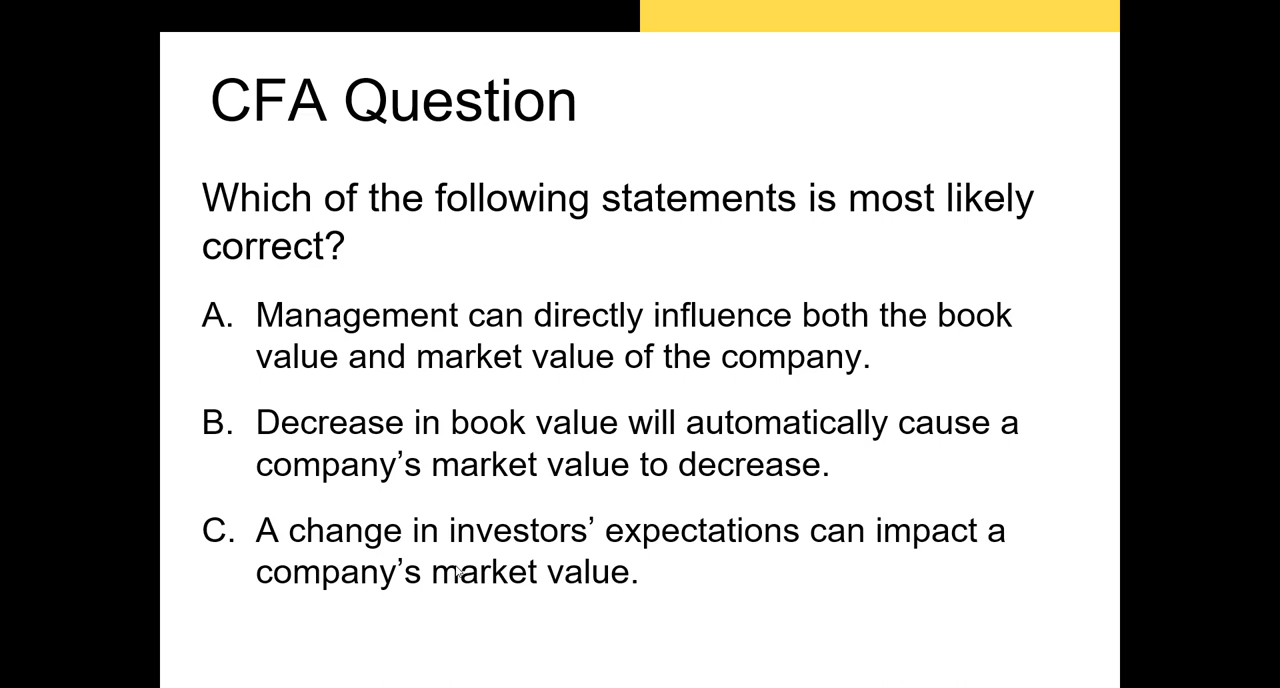 CFA Question
Which of the following statements is most likely
correct?
A. Management can directly influence both the book
value and market value of the company.
B. Decrease in book value will automatically cause a
company’s market value to decrease.
C. A change in investors’ expectations can impact a
company’s market value.